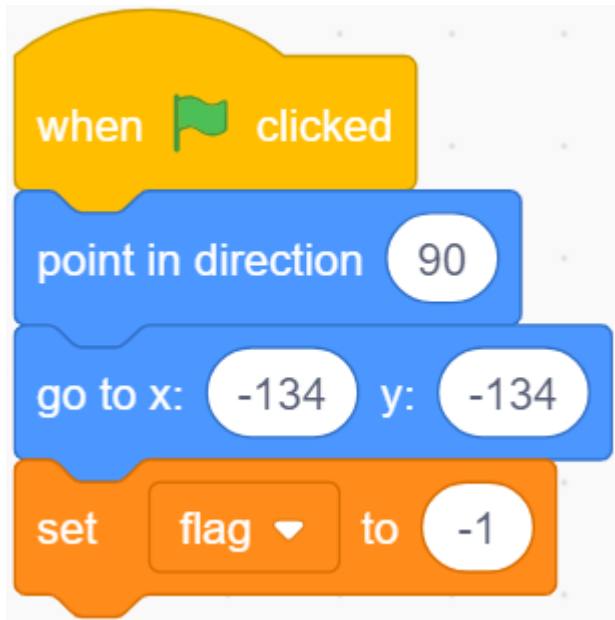 when clicked
point in direction 90
go to x: -134 y: -134
set flag to -1